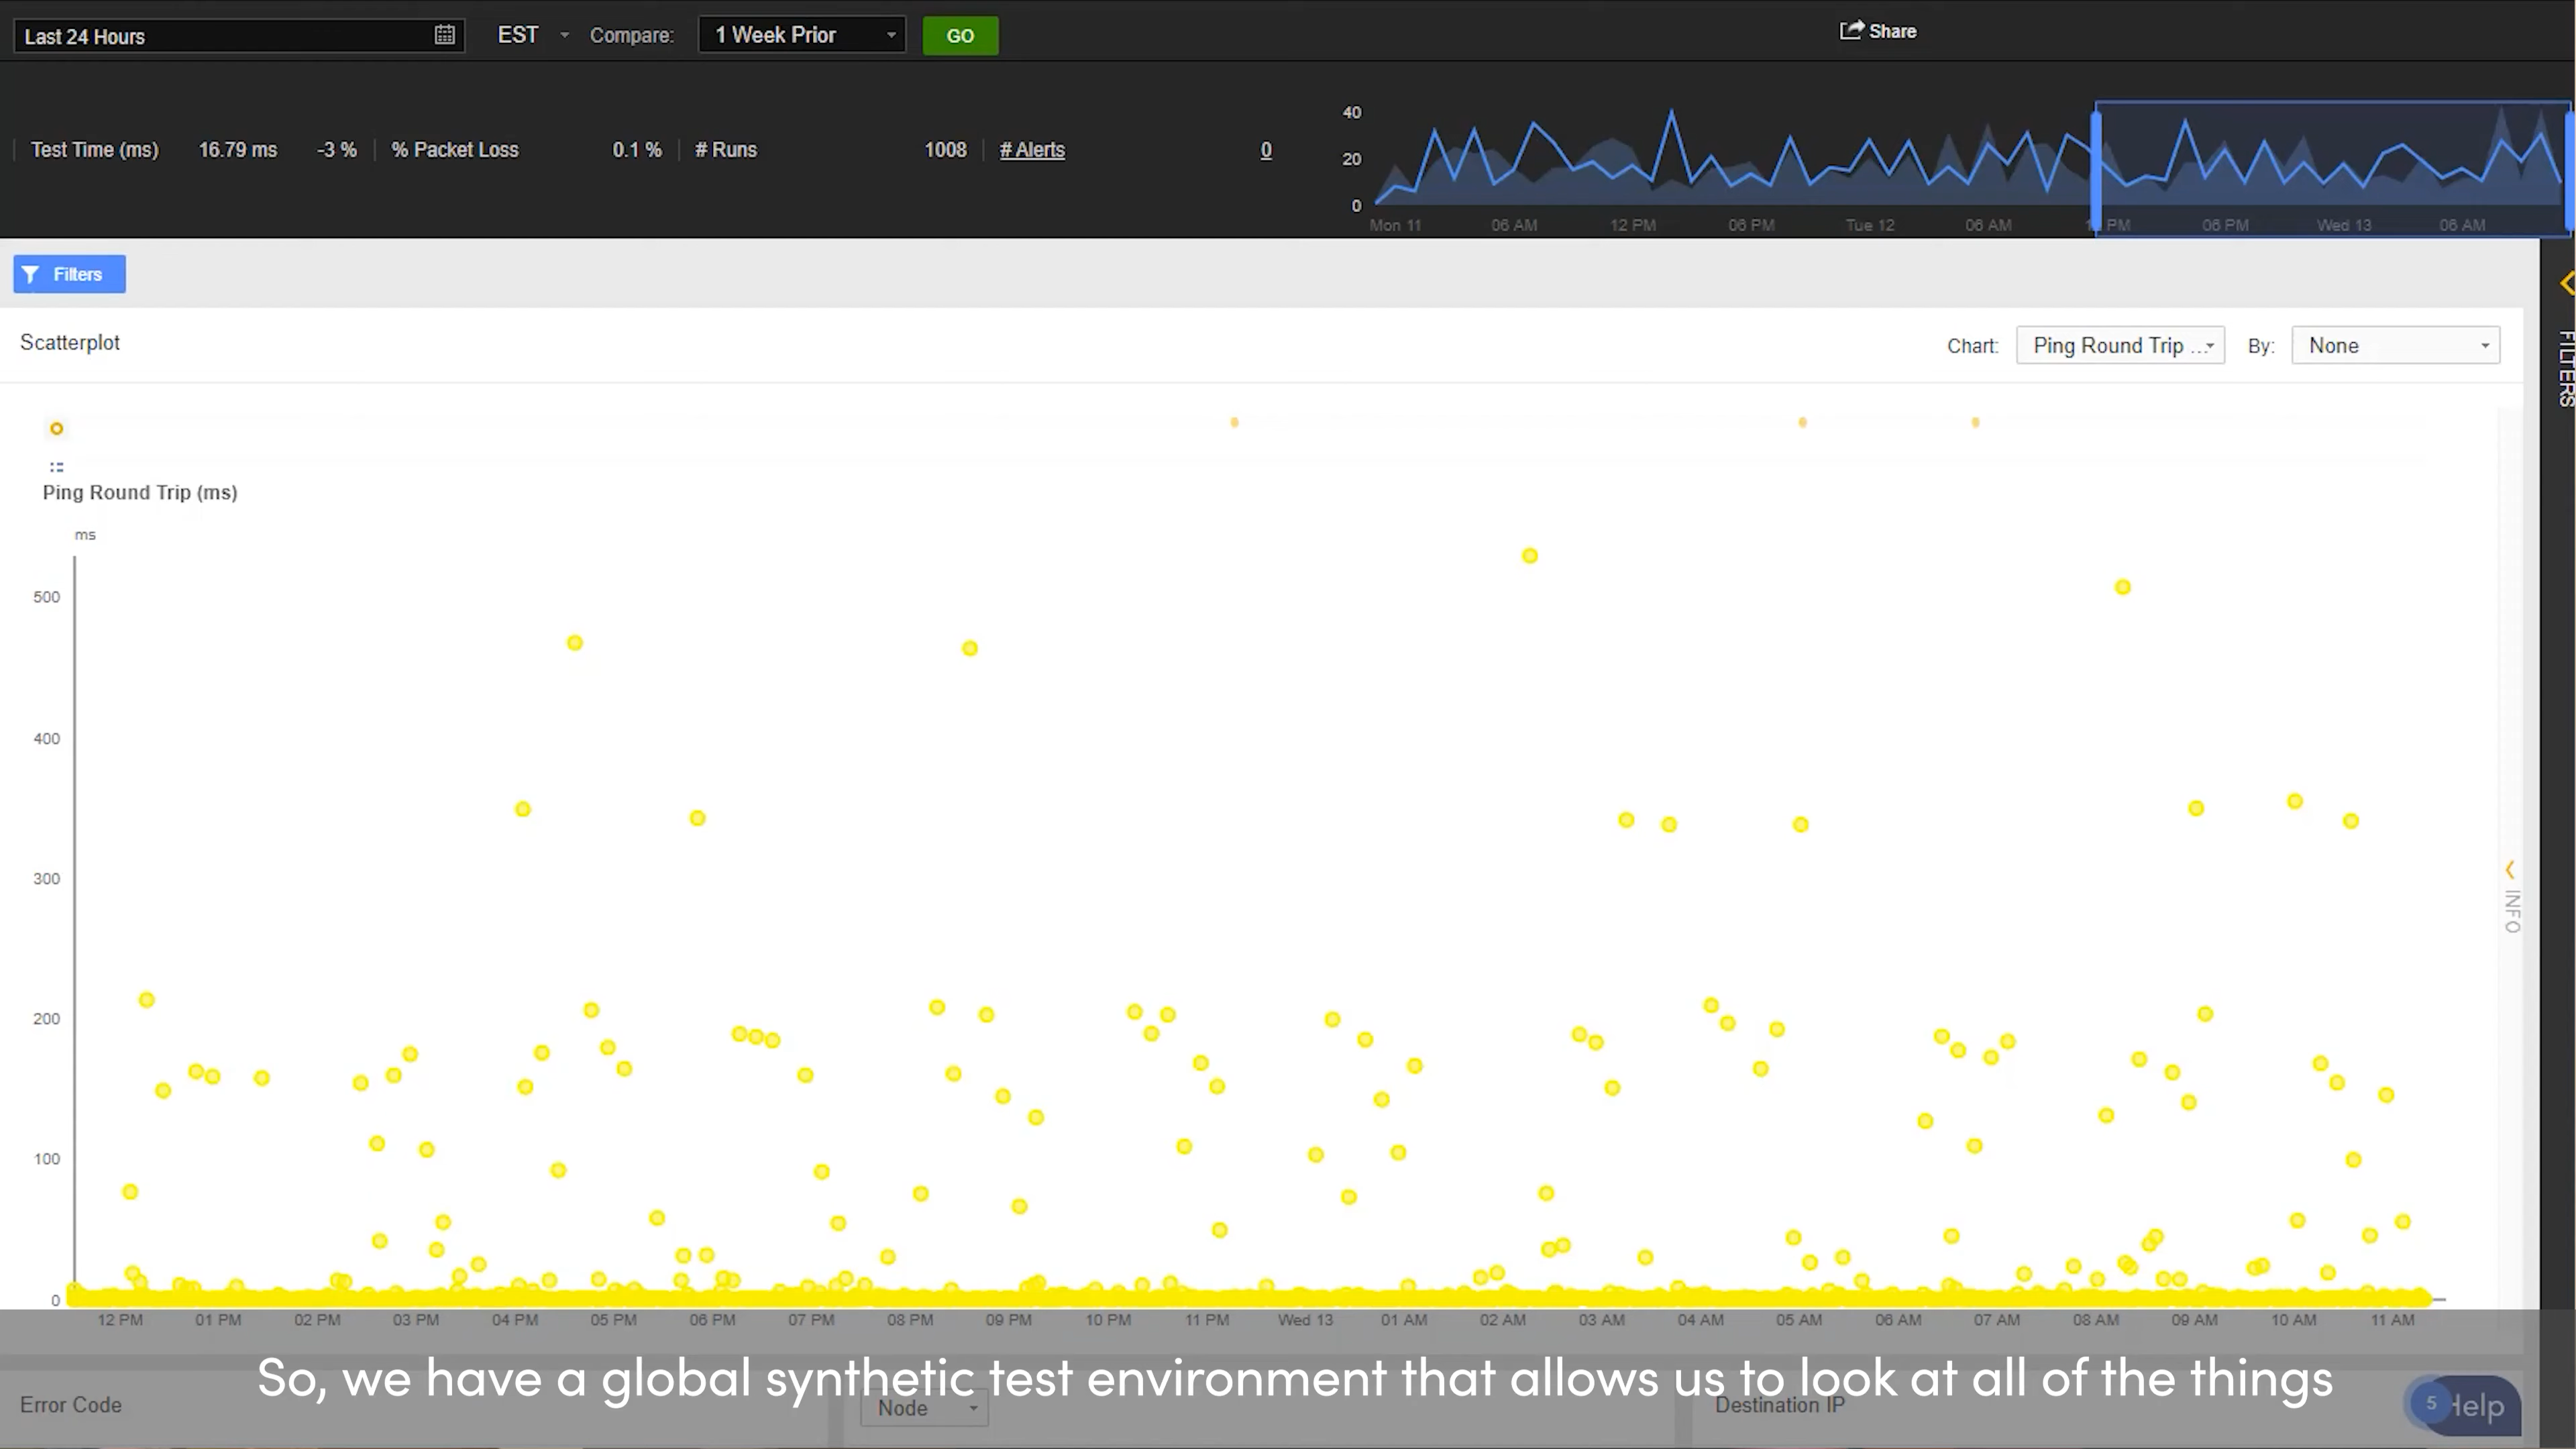 Last 24 Hours EST Compare: 1 Week Prior GO Share
Test Time (ms) 16.79 ms -3 % % Packet Loss 0.1 % # Runs 1008 # Alerts 0
40
20
0
Mon 11 06 AM 12 PM 06 PM Tue 12 06 AM PM 06 PM Wed 13 06 AM
Filters
FILTERS
Scatterplot Chart: Ping Round Trip ... By: None
Ping Round Trip (ms)
ms
500
400
300
200
100
0
INFO
12 PM 01 PM 02 PM 03 PM 04 PM 05 PM 06 PM 07 PM 08 PM 09 PM 10 PM 11 PM Wed 13 01 AM 02 AM 03 AM 04 AM 05 AM 06 AM 07 AM 08 AM 09 AM 10 AM 11 AM
So, we have a global synthetic test environment that allows us to look at all of the things
Error Code Node Destination IP 5 Help